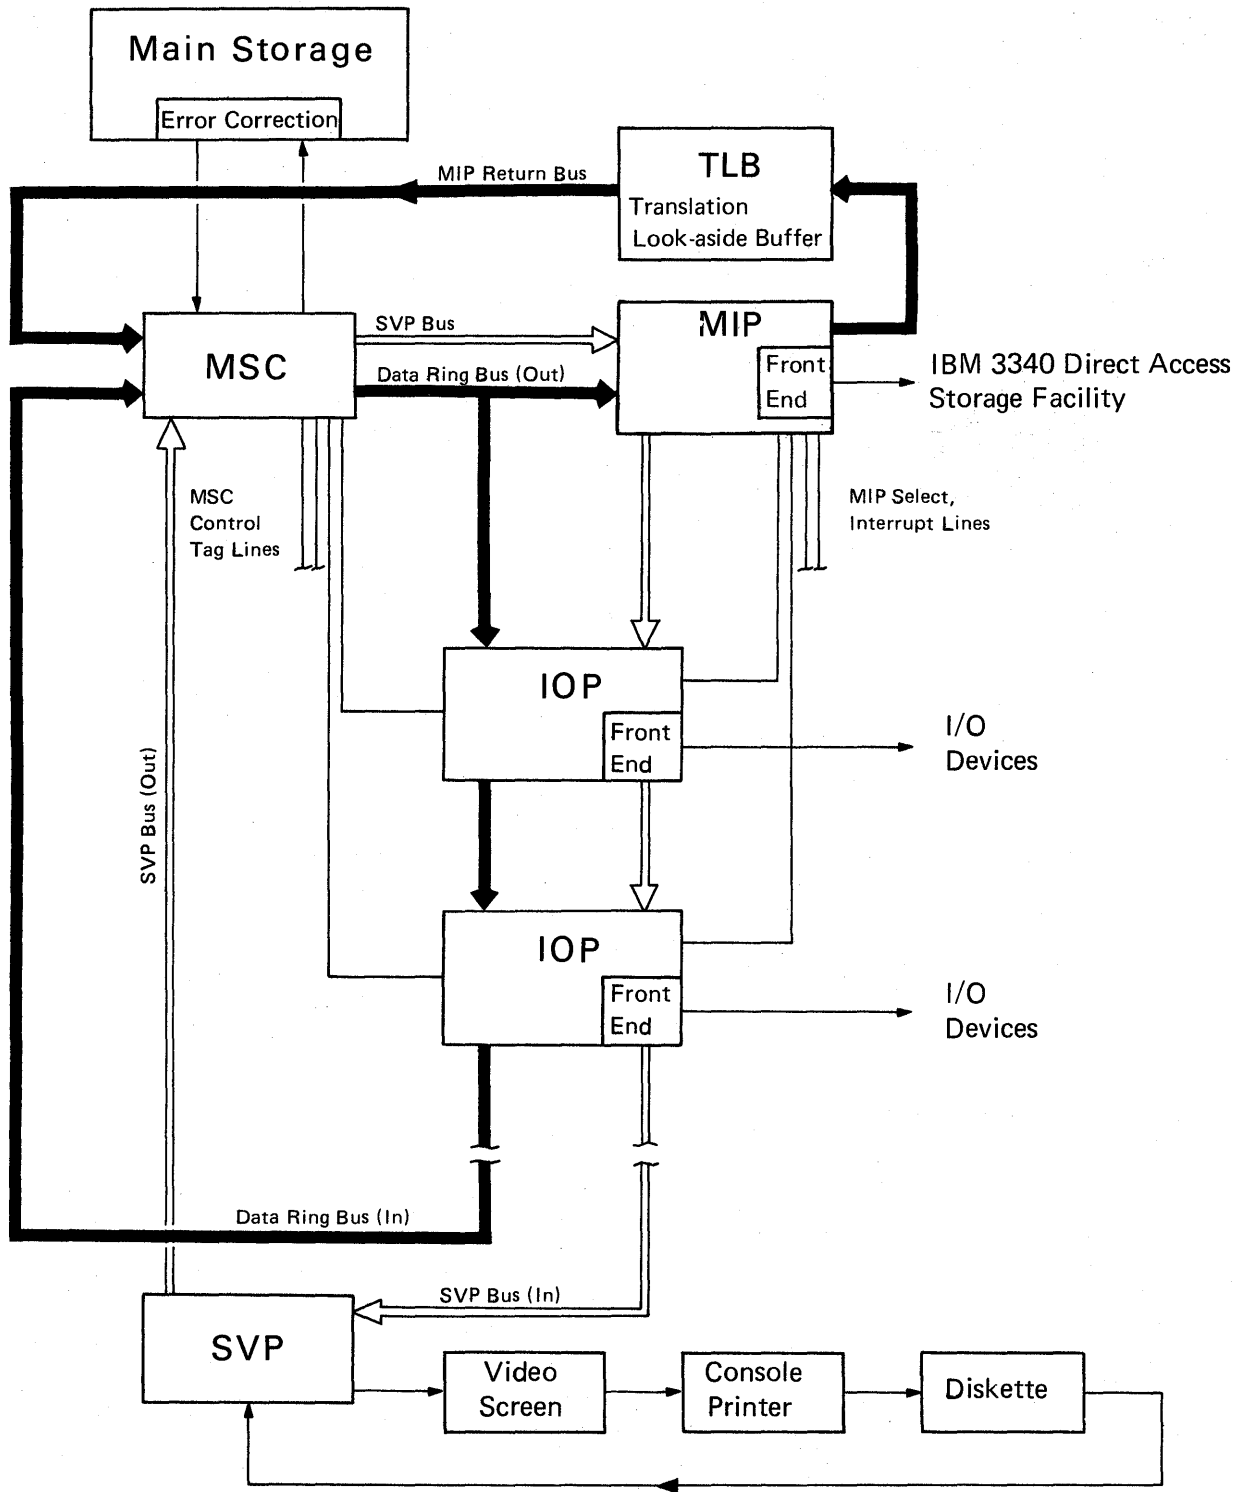 Main Storage
Error Correction
MIP Return Bus
TLB
Translation
Look-aside Buffer
SVP Bus
MIP
MSC
Data Ring Bus (Out)
Front
End
IBM 3340 Direct Access
Storage Facility
MSC
Control
Tag Lines
MIP Select,
Interrupt Lines
IOP
Front
End
I/O
Devices
SVP Bus (Out)
IOP
Front
End
I/O
Devices
Data Ring Bus (In)
SVP Bus (In)
SVP
Video
Screen
Console
Printer
Diskette